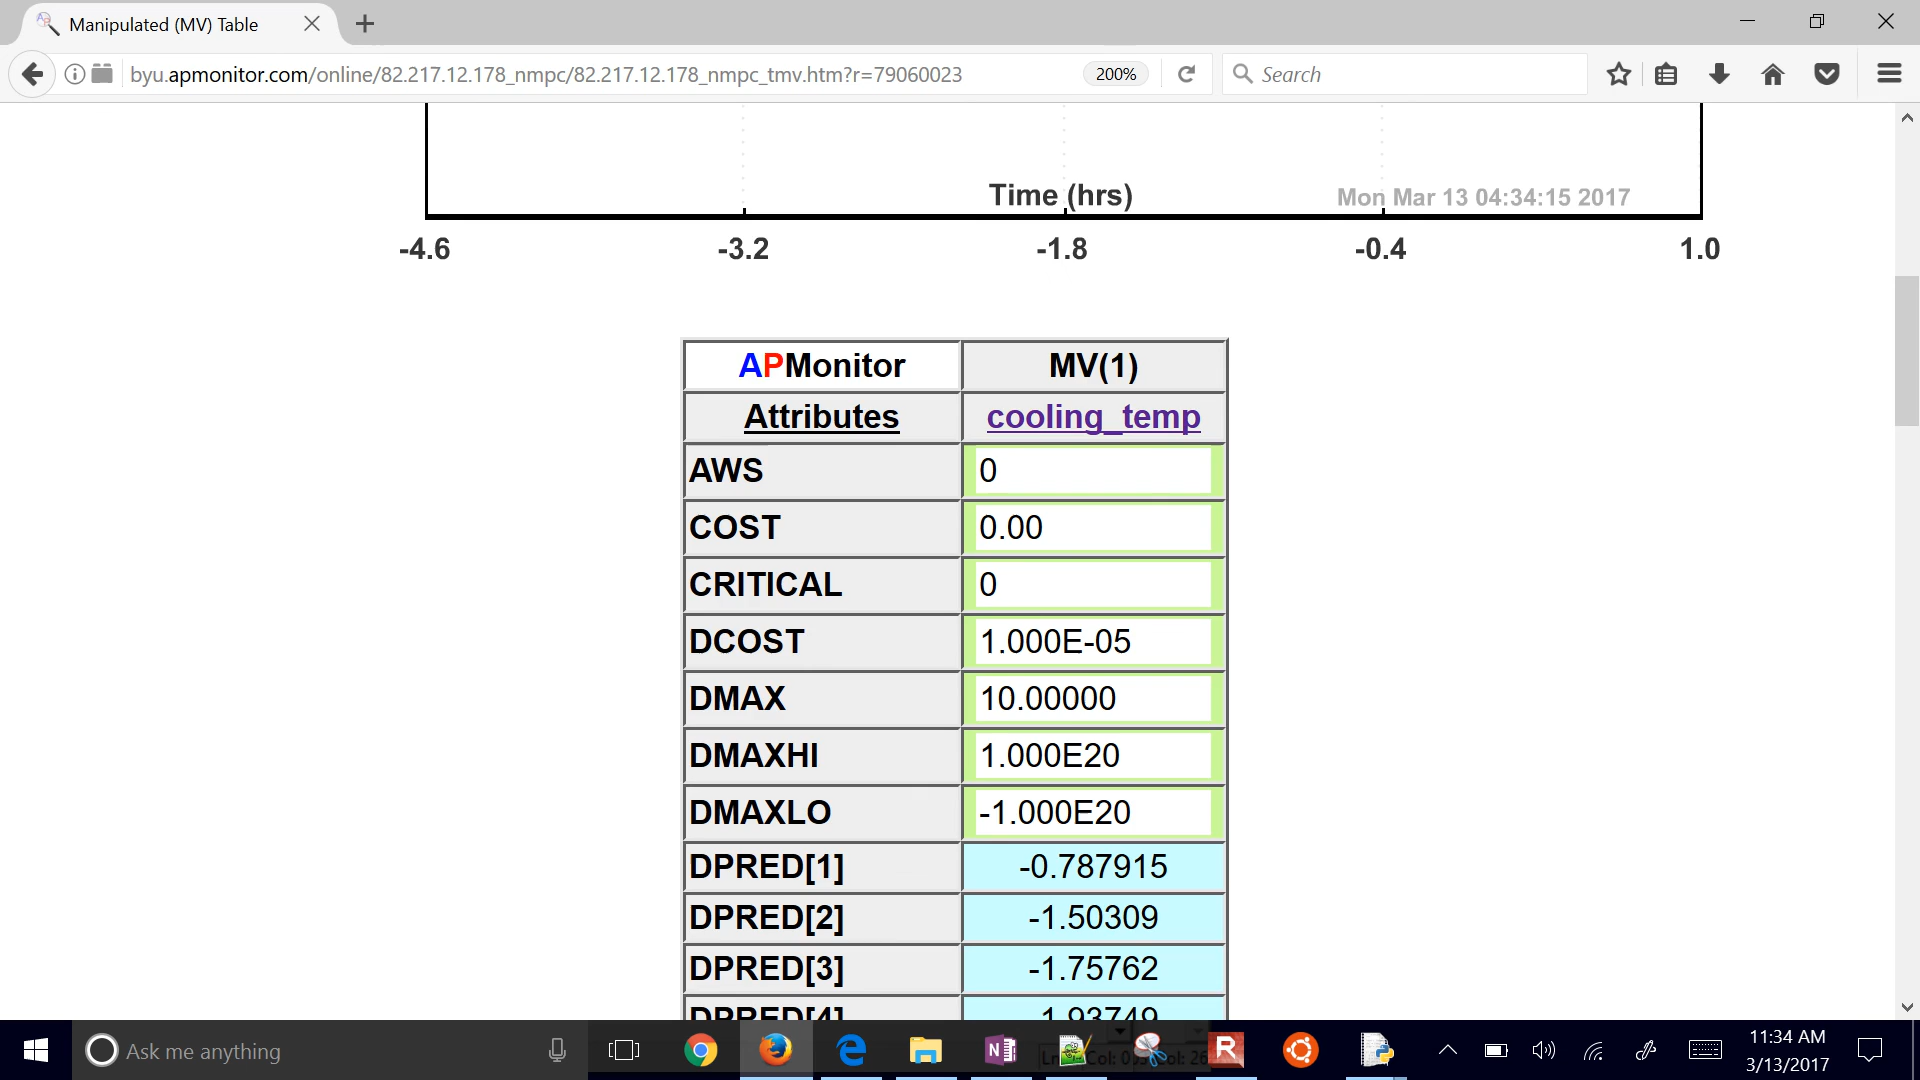 Manipulated (MV) Table
byu.apmonitor.com/online/82.217.12.178_nmpc/82.217.12.178_nmpc_tmv.htm?r=79060023
200%
Search
Time (hrs)
Mon Mar 13 04:34:15 2017
-4.6 -3.2 -1.8 -0.4 1.0
APMonitor MV(1)
Attributes cooling_temp
AWS 0
COST 0.00
CRITICAL 0
DCOST 1.000E-05
DMAX 10.00000
DMAXHI 1.000E20
DMAXLO -1.000E20
DPRED[1] -0.787915
DPRED[2] -1.50309
DPRED[3] -1.75762
DPRED[4] 1.93749
Ask me anything
11:34 AM
3/13/2017